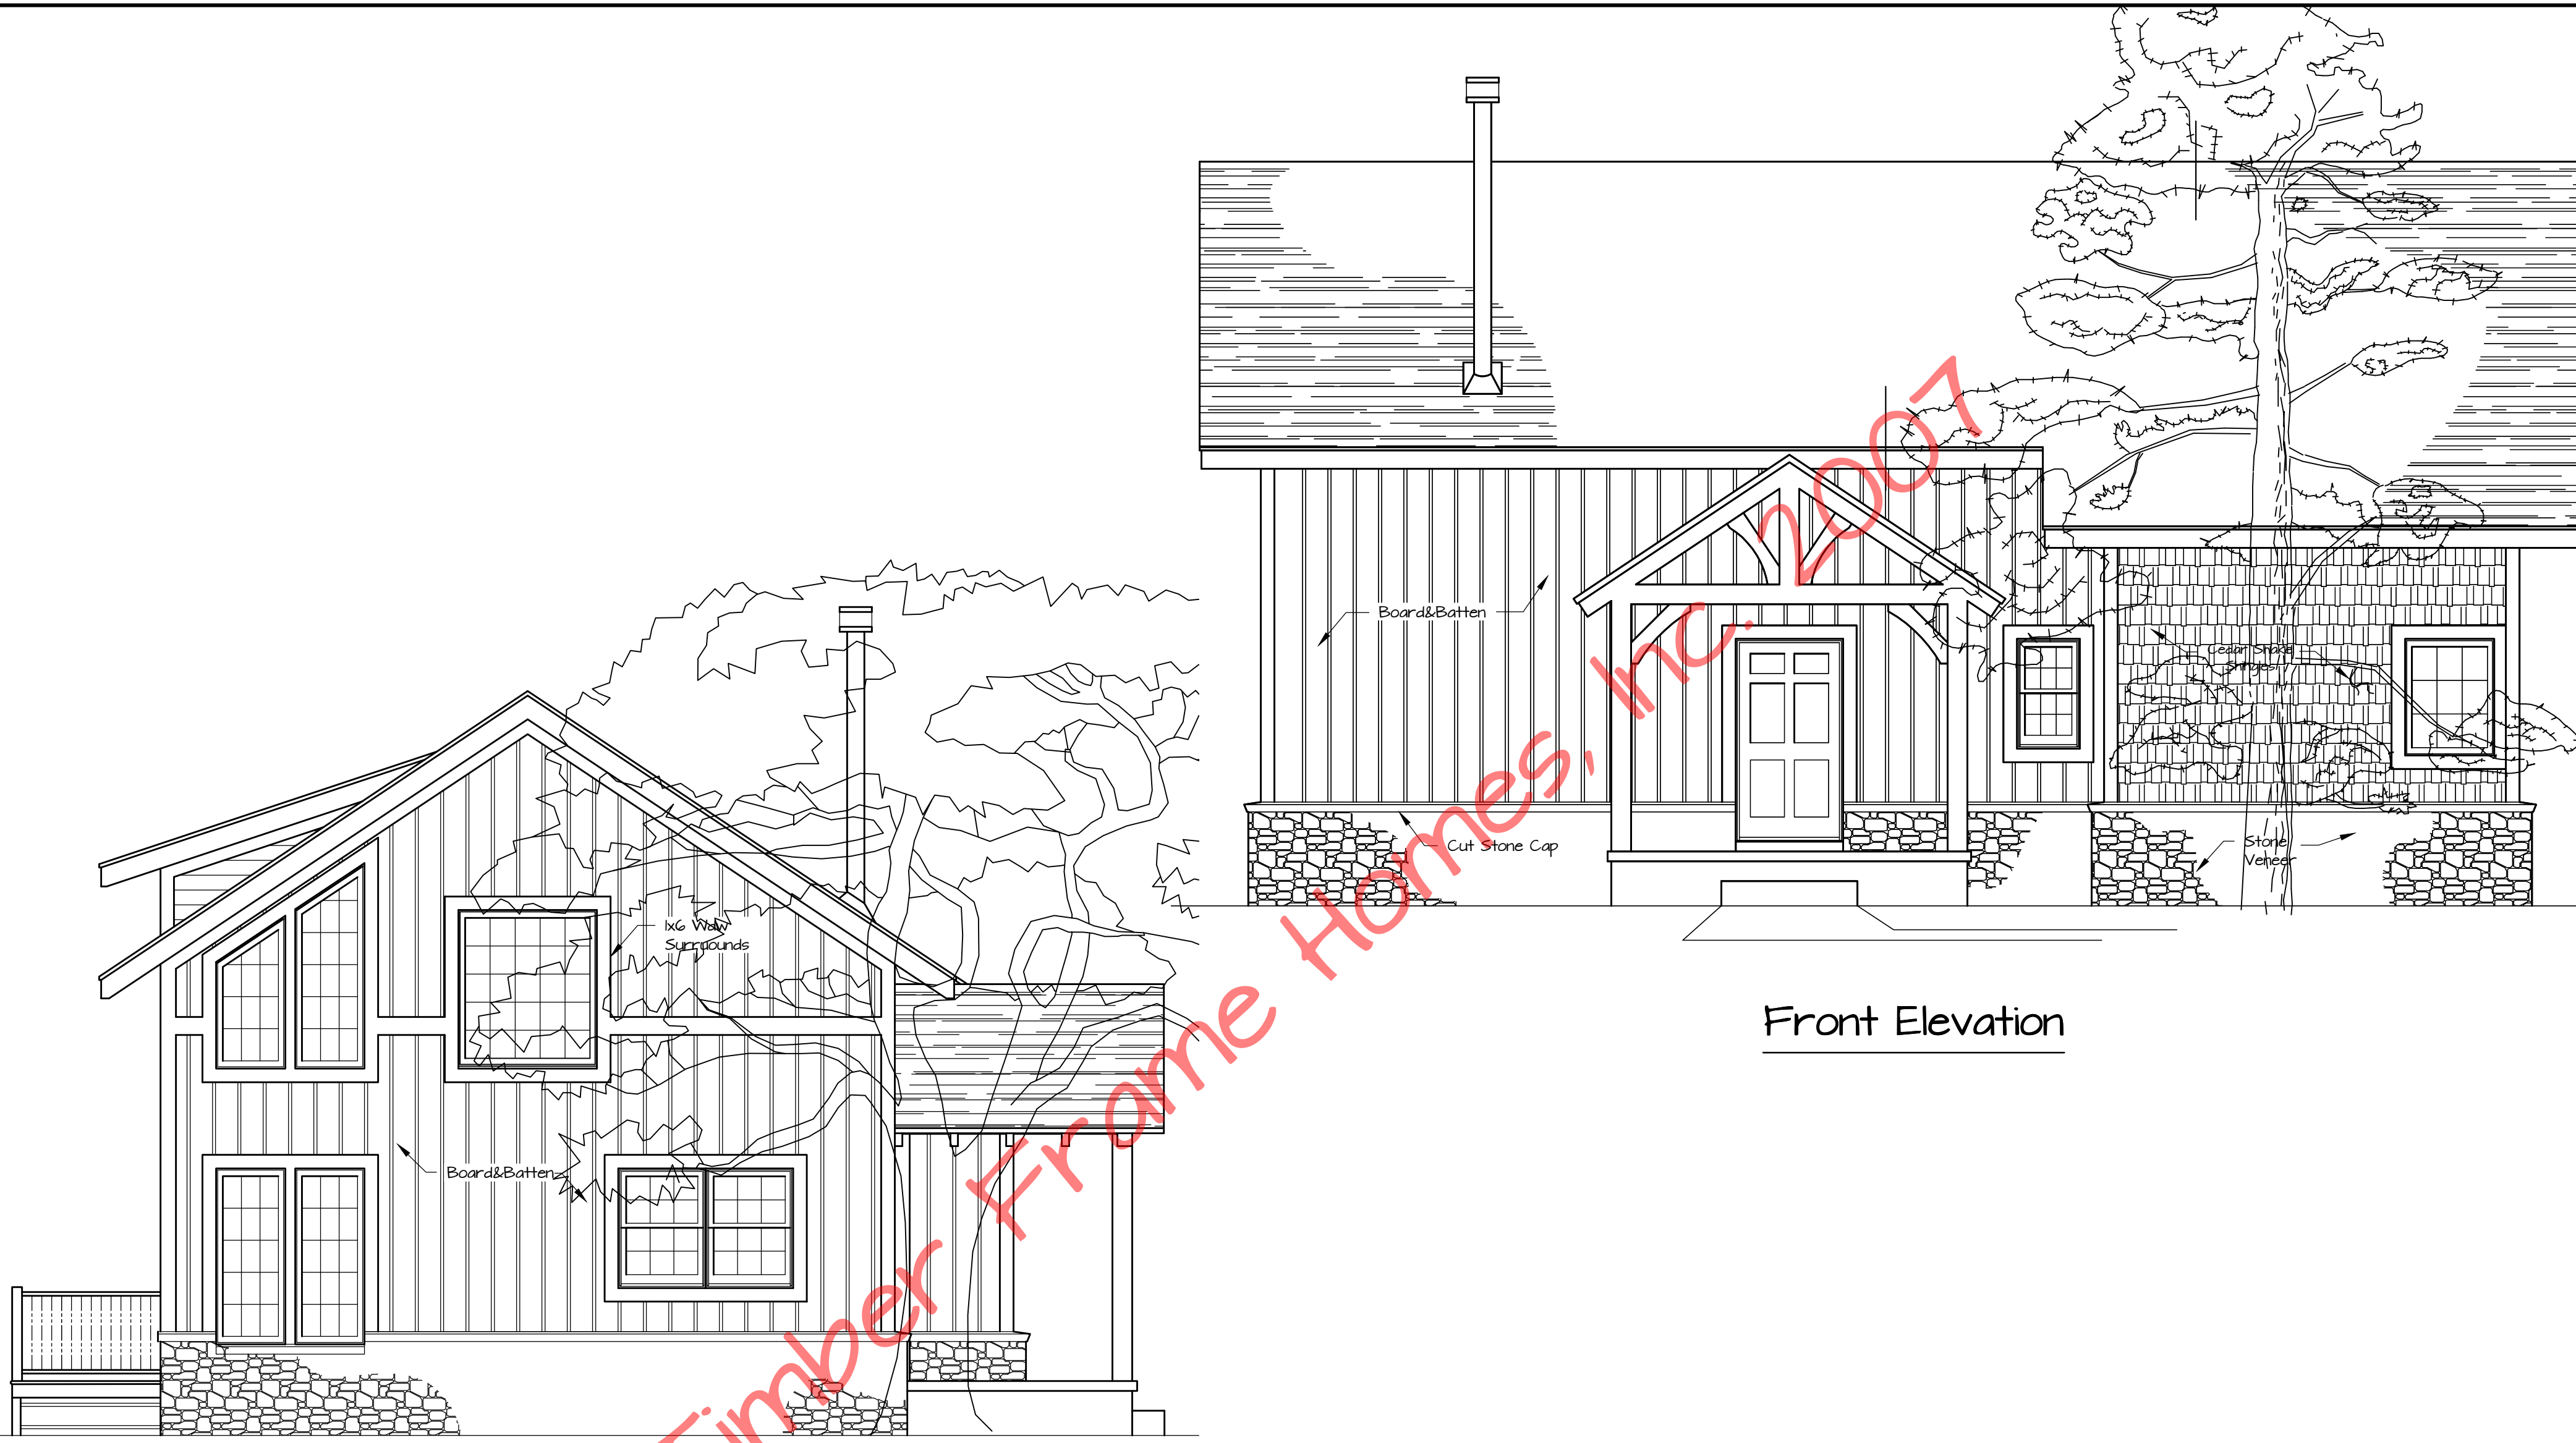 Board&Batten
Cedar Shake
Shingles
Cut Stone Cap
Stone
Veneer
Front Elevation
1x6 Wdw
Surruounds
Board&Batten
Timber Frame Homes, Inc. 2007